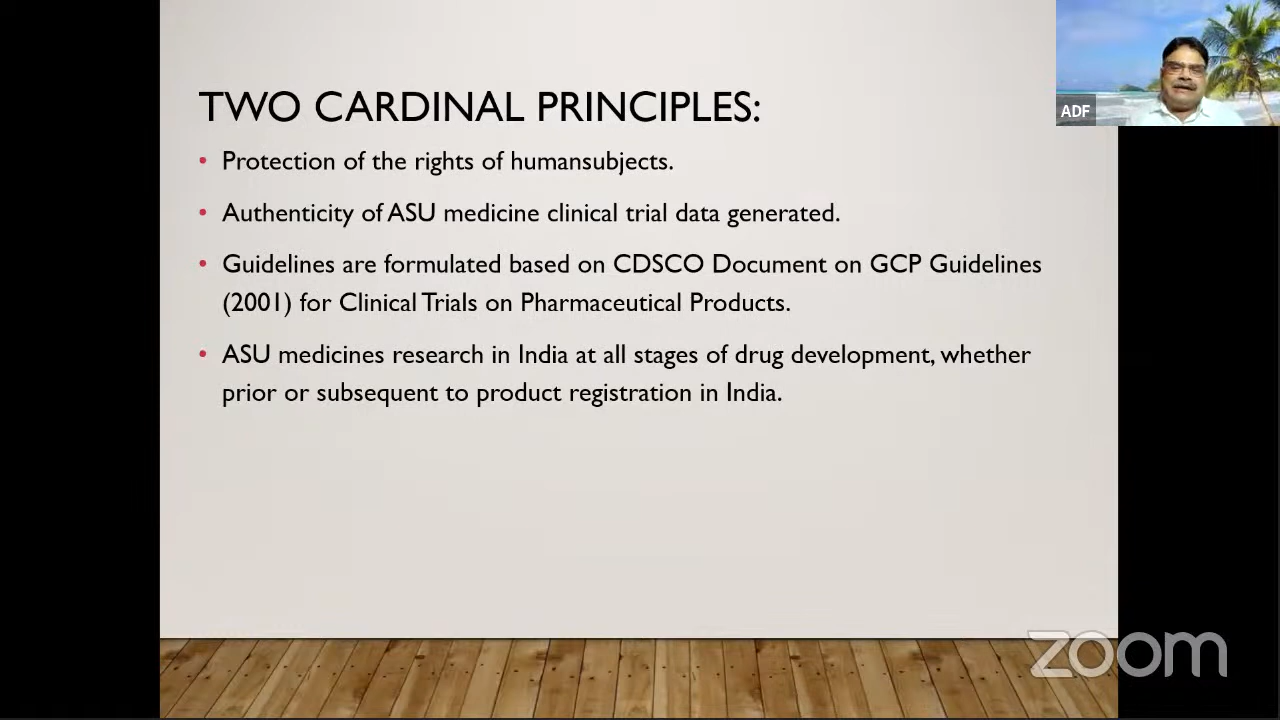 TWO CARDINAL PRINCIPLES:
• Protection of the rights of humansubjects.
• Authenticity of ASU medicine clinical trial data generated.
• Guidelines are formulated based on CDSCO Document on GCP Guidelines
(2001) for Clinical Trials on Pharmaceutical Products.
• ASU medicines research in India at all stages of drug development, whether
prior or subsequent to product registration in India.
ADF
zoom